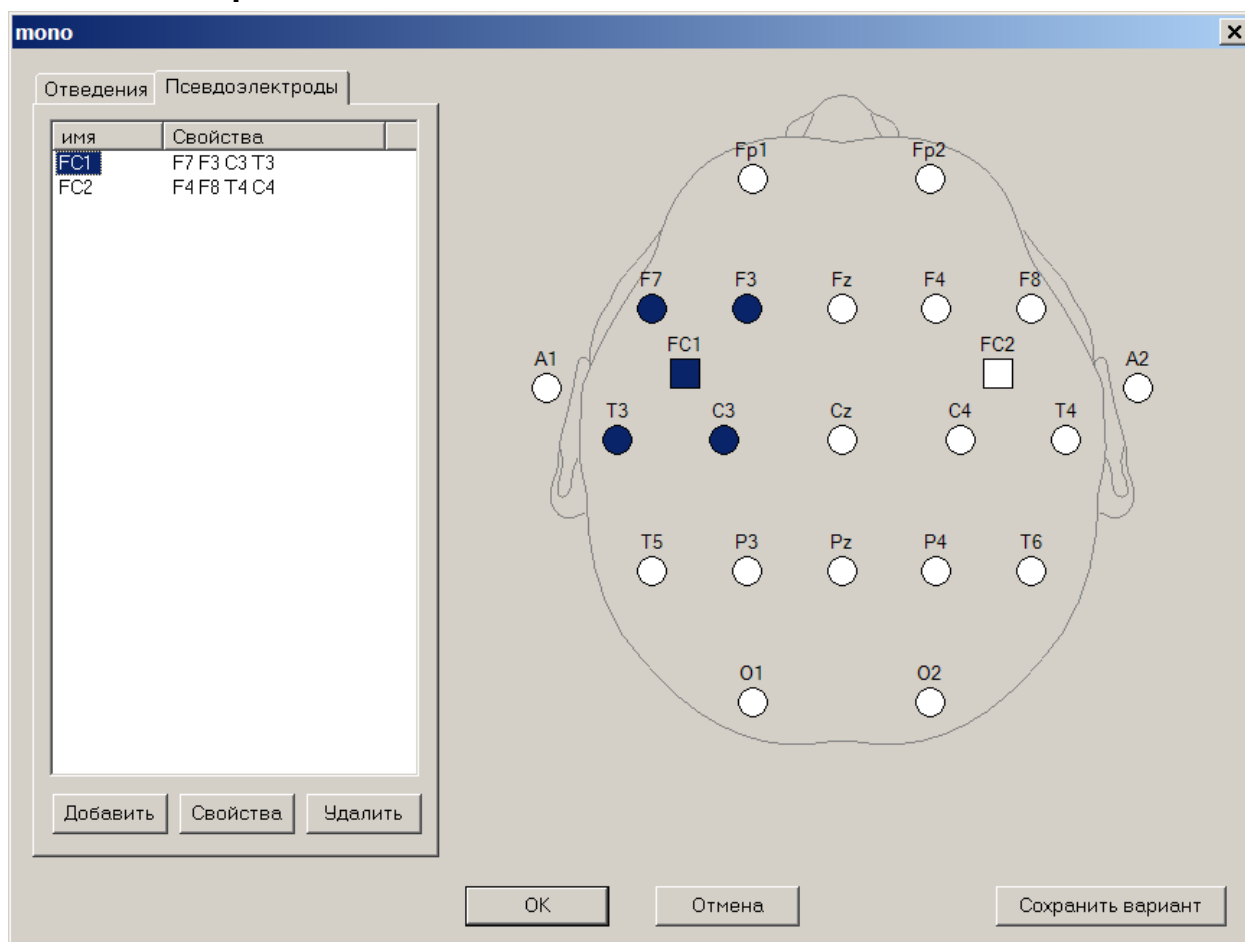 mono
Отведения Псевдоэлектроды
имя Свойства
FC1 F7 F3 C3 T3
FC2 F4 F8 T4 C4
Добавить Свойства Удалить
Fp1 Fp2
F7 F3 Fz F4 F8
FC1 FC2
A1 A2
T3 C3 Cz C4 T4
T5 P3 Pz P4 T6
O1 O2
OK Отмена Сохранить вариант